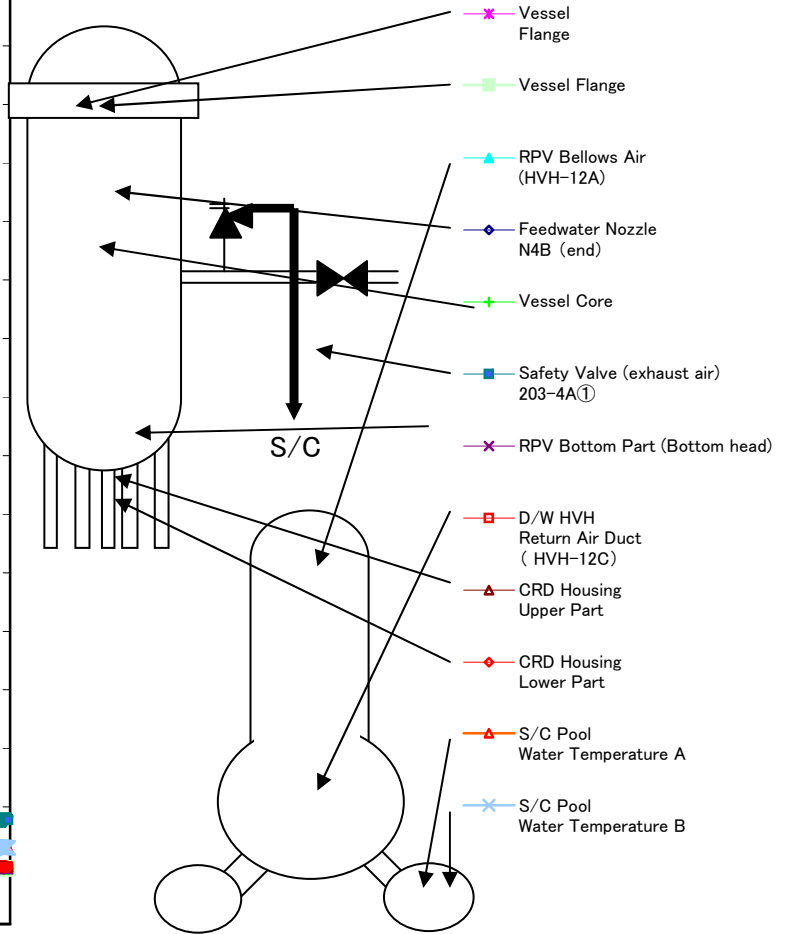 Vessel
Flange
Vessel Flange
RPV Bellows Air
(HVH-12A)
Feedwater Nozzle
N4B (end)
Vessel Core
Safety Valve (exhaust air)
203-4A①
S/C
RPV Bottom Part (Bottom head)
D/W HVH
Return Air Duct
( HVH-12C)
CRD Housing
Upper Part
CRD Housing
Lower Part
S/C Pool
Water Temperature A
S/C Pool
Water Temperature B